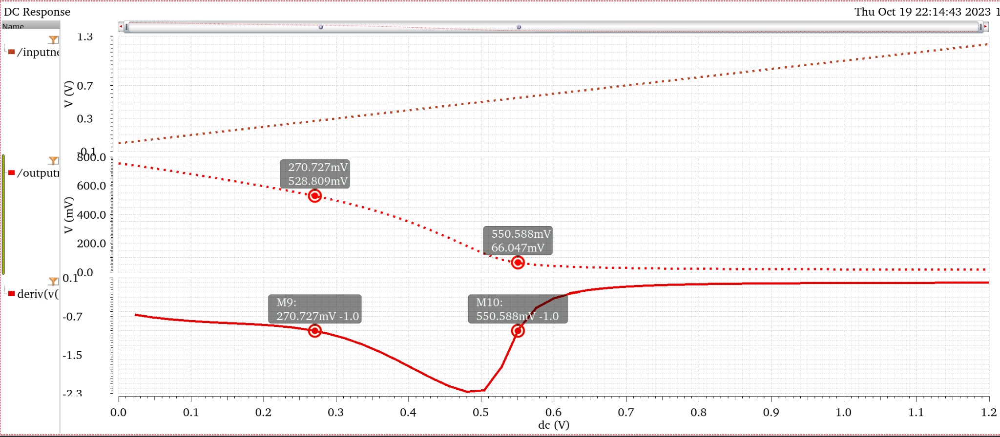 DC Response
Thu Oct 19 22:14:43 2023 1
Name
/inputne
V (V)
1.3
0.7
0.3
-0.1
/outputr
V (mV)
800.0
600.0
400.0
200.0
0.0
270.727mV
528.809mV
550.588mV
66.047mV
deriv(v(
0.1
-0.7
-1.5
-2.3
M9:
270.727mV -1.0
M10:
550.588mV -1.0
0.0 0.1 0.2 0.3 0.4 0.5 0.6 0.7 0.8 0.9 1.0 1.1 1.2
dc (V)